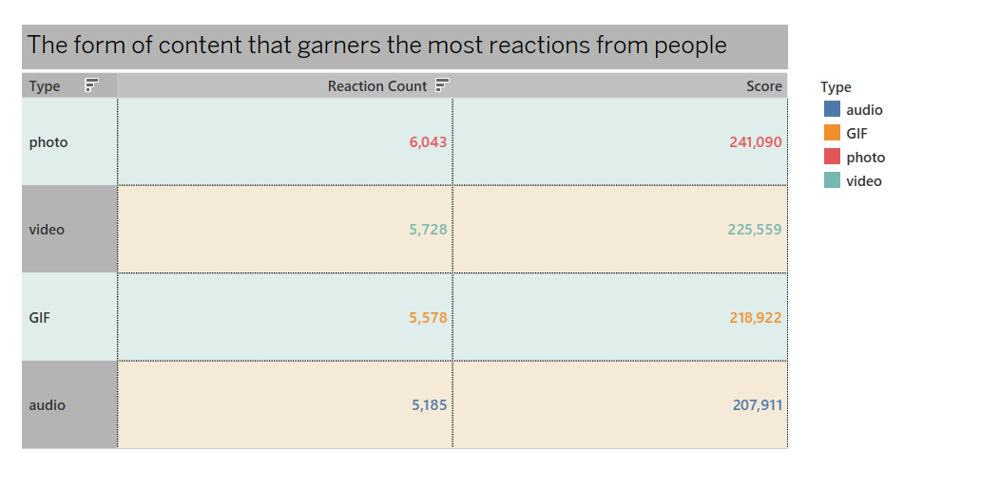 The form of content that garners the most reactions from people
Type Reaction Count Score
photo 6,043 241,090
video 5,728 225,559
GIF 5,578 218,922
audio 5,185 207,911
Type
audio
GIF
photo
video